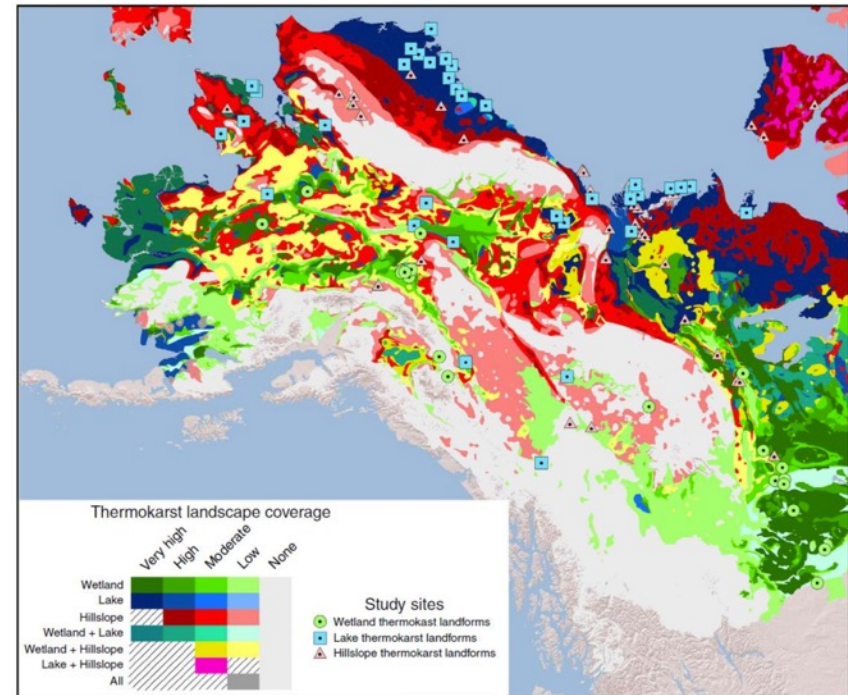 Thermokarst landscape coverage
Very high
High
Moderate
Low
None
Wetland
Lake
Hillslope
Wetland + Lake
Wetland + Hillslope
Lake + Hillslope
All
Study sites
Wetland thermokast landforms
Lake thermokarst landforms
Hillslope thermokarst landforms